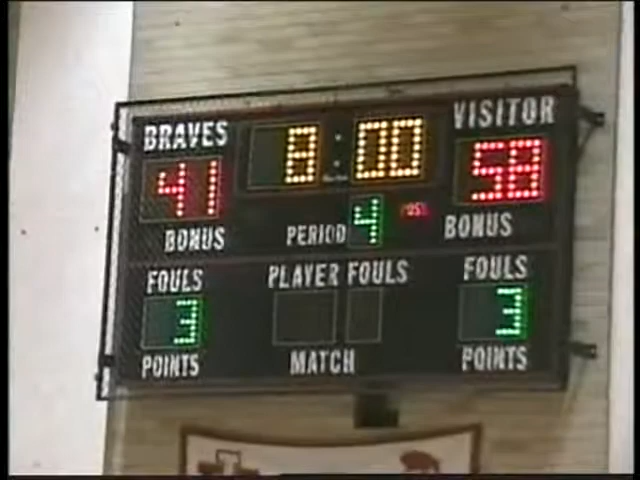 BRAVES 8:00 VISITOR
41 58
BONUS PERIOD 4 POSS BONUS
FOULS PLAYER FOULS FOULS
3 3
POINTS MATCH POINTS